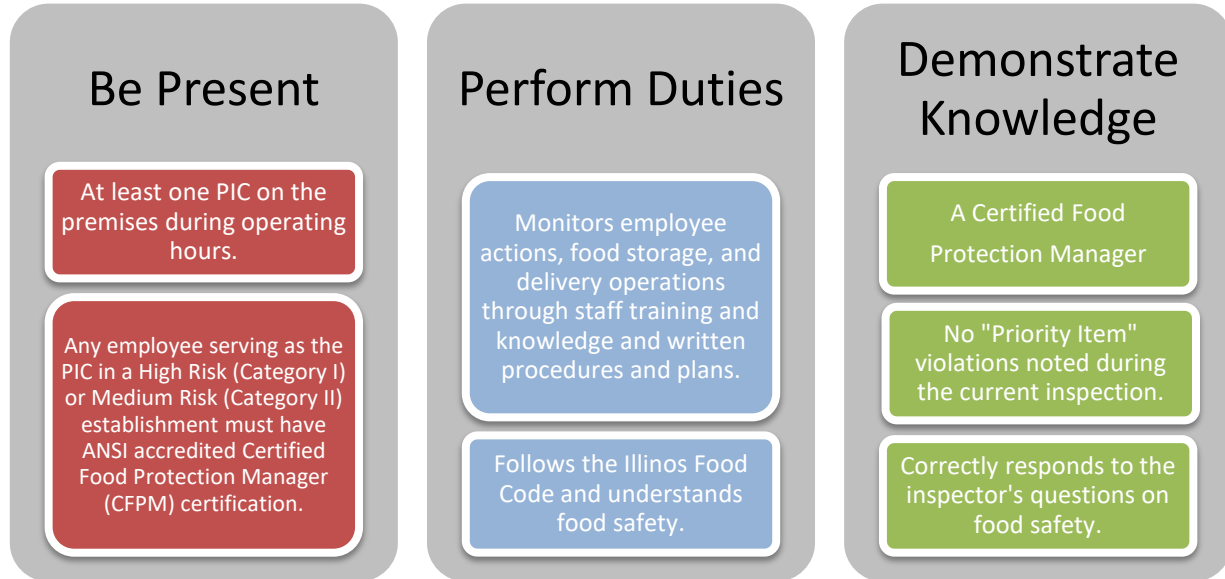 Be Present
At least one PIC on the
premises during operating
hours.
Any employee serving as the
PIC in a High Risk (Category I)
or Medium Risk (Category II)
establishment must have
ANSI accredited Certified
Food Protection Manager
(CFPM) certification.
Perform Duties
Monitors employee
actions, food storage, and
delivery operations
through staff training and
knowledge and written
procedures and plans.
Follows the Illinos Food
Code and understands
food safety.
Demonstrate
Knowledge
A Certified Food
Protection Manager
No "Priority Item"
violations noted during
the current inspection.
Correctly responds to the
inspector's questions on
food safety.